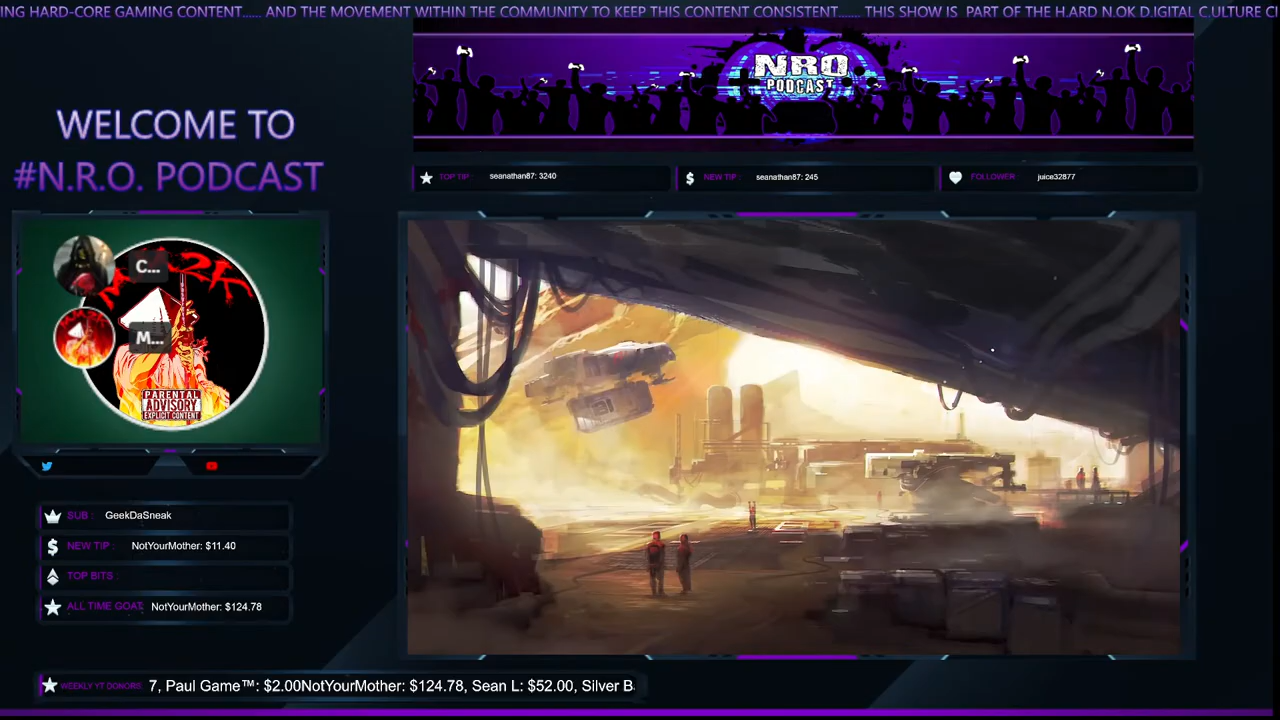 ING HARD-CORE GAMING CONTENT...... AND THE MOVEMENT WITHIN THE COMMUNITY TO KEEP THIS CONTENT CONSISTENT....... THIS SHOW IS PART OF THE H.ARD N.OK D.IGITAL C.ULTURE C
NRO
PODCAST
WELCOME TO
#N.R.O. PODCAST
TOP TIP : seanathan87: 3240
NEW TIP : seanathan87: 245
FOLLOWER : juice32877
C...
M...
PARENTAL
ADVISORY
EXPLICIT CONTENT
SUB : GeekDaSneak
NEW TIP : NotYourMother: $11.40
TOP BITS :
ALL TIME GOAT: NotYourMother: $124.78
WEEKLY YT DONORS: 7, Paul Game™: $2.00NotYourMother: $124.78, Sean L: $52.00, Silver B